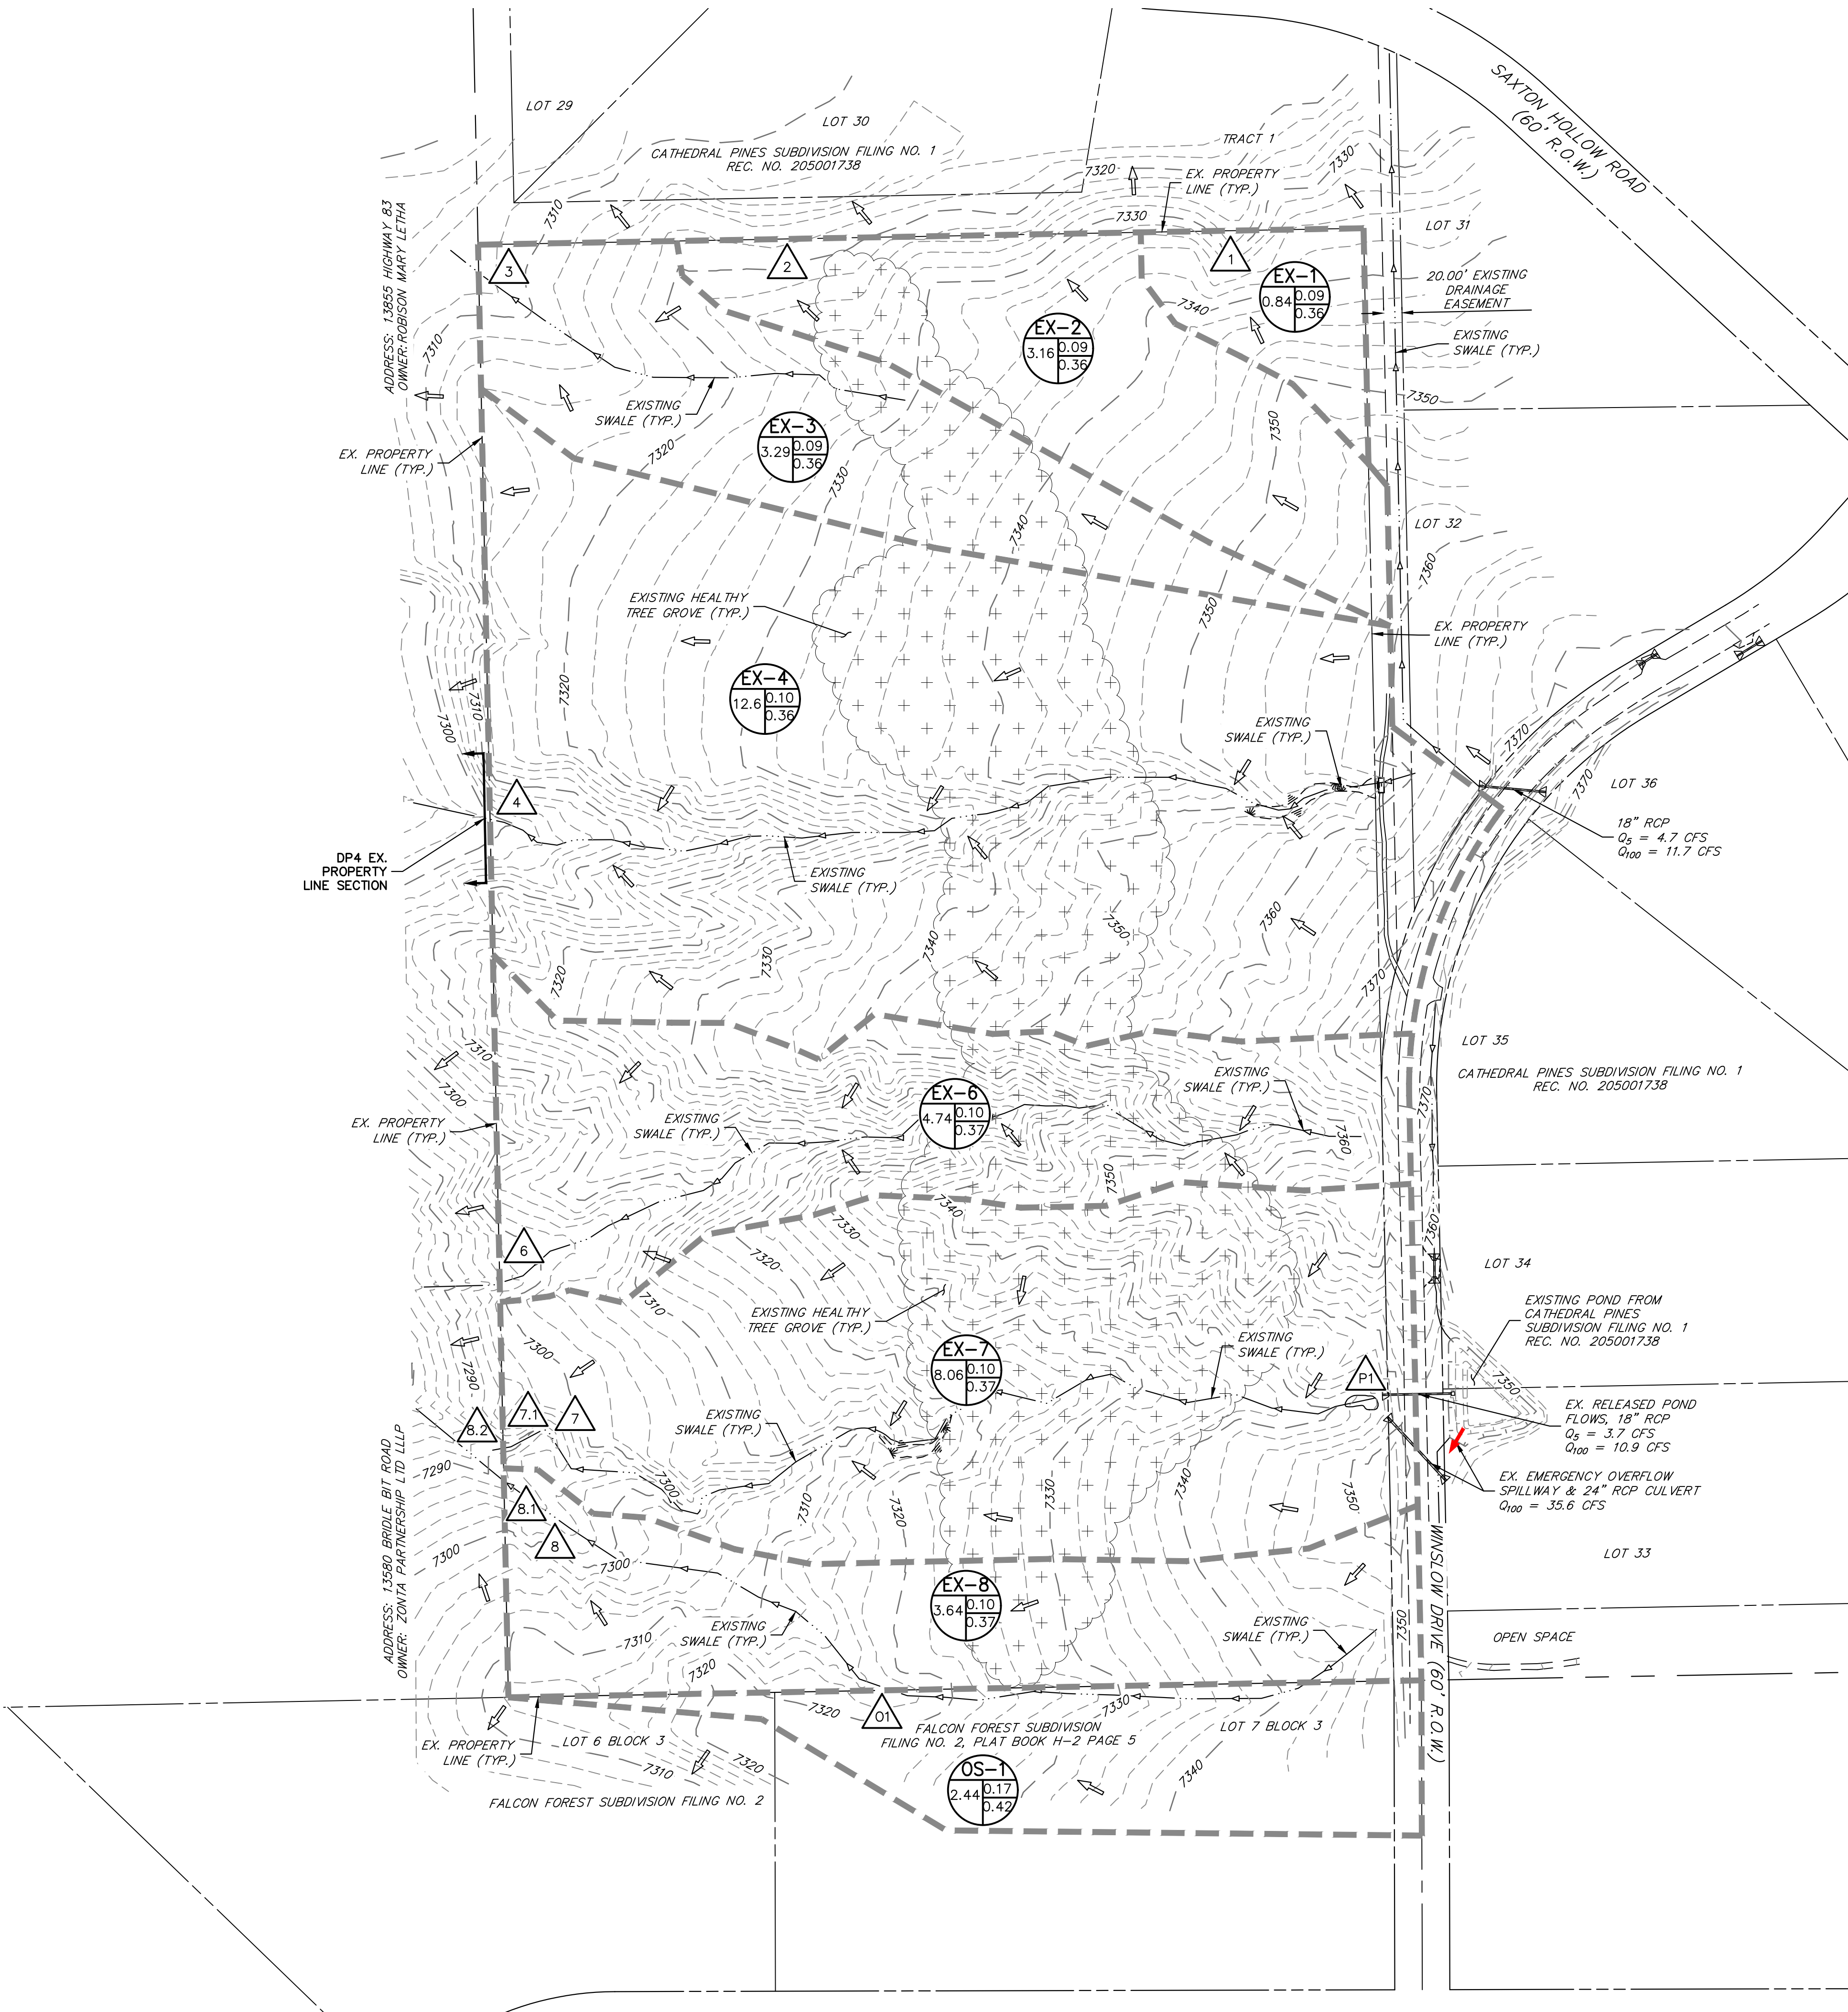 SAXTON HOLLOW ROAD
(60' R.O.W.)
LOT 29
LOT 30
CATHEDRAL PINES SUBDIVISION FILING NO. 1
REC. NO. 205001738
TRACT 1
7330
7320
EX. PROPERTY
LINE (TYP.)
7310
7330
LOT 31
ADDRESS: 13855 HIGHWAY 83
OWNER: ROBISON MARY LETHA
3
2
1
EX-1
0.84
0.09
0.36
20.00' EXISTING
DRAINAGE
EASEMENT
7340
EX-2
3.16
0.09
0.36
EXISTING
SWALE (TYP.)
7310
7350
EXISTING
SWALE (TYP.)
EX-3
3.29
0.09
0.36
7350
EX. PROPERTY
LINE (TYP.)
7320
7330
7340
LOT 32
7360
EXISTING HEALTHY
TREE GROVE (TYP.)
7350
EX. PROPERTY
LINE (TYP.)
EX-4
12.6
0.10
0.36
7320
7310
7300
EXISTING
SWALE (TYP.)
7370
7370
LOT 36
4
18" RCP
Q5 = 4.7 CFS
Q100 = 11.7 CFS
DP4 EX.
PROPERTY
LINE SECTION
EXISTING
SWALE (TYP.)
7360
7350
7340
7330
7320
7370
LOT 35
7310
CATHEDRAL PINES SUBDIVISION FILING NO. 1
REC. NO. 205001738
EXISTING
SWALE (TYP.)
7300
EX-6
4.74
0.10
0.37
7370
EX. PROPERTY
LINE (TYP.)
EXISTING
SWALE (TYP.)
7360
7350
7340
7330
7360
6
7320
LOT 34
7310
EXISTING HEALTHY
TREE GROVE (TYP.)
EXISTING POND FROM
CATHEDRAL PINES
SUBDIVISION FILING NO. 1
REC. NO. 205001738
7300
EX-7
8.06
0.10
0.37
EXISTING
SWALE (TYP.)
P1
7290
7350
EX. RELEASED POND
FLOWS, 18" RCP
Q5 = 3.7 CFS
Q100 = 10.9 CFS
8.2
7.1
7
EXISTING
SWALE (TYP.)
7290
7300
7310
7320
7330
7340
7350
EX. EMERGENCY OVERFLOW
SPILLWAY & 24" RCP CULVERT
Q100 = 35.6 CFS
8.1
8
7300
7300
LOT 33
WINSLOW DRIVE (60' R.O.W.)
ADDRESS: 13580 BRIDLE BIT ROAD
OWNER: ZONTA PARTNERSHIP LTD LLLP
EX-8
3.64
0.10
0.37
7310
EXISTING
SWALE (TYP.)
EXISTING
SWALE (TYP.)
7350
OPEN SPACE
7320
7320
O1
7330
EX. PROPERTY
LINE (TYP.)
LOT 6 BLOCK 3
FALCON FOREST SUBDIVISION
FILING NO. 2, PLAT BOOK H-2 PAGE 5
LOT 7 BLOCK 3
7310
7320
OS-1
2.44
0.17
0.42
7340
FALCON FOREST SUBDIVISION FILING NO. 2